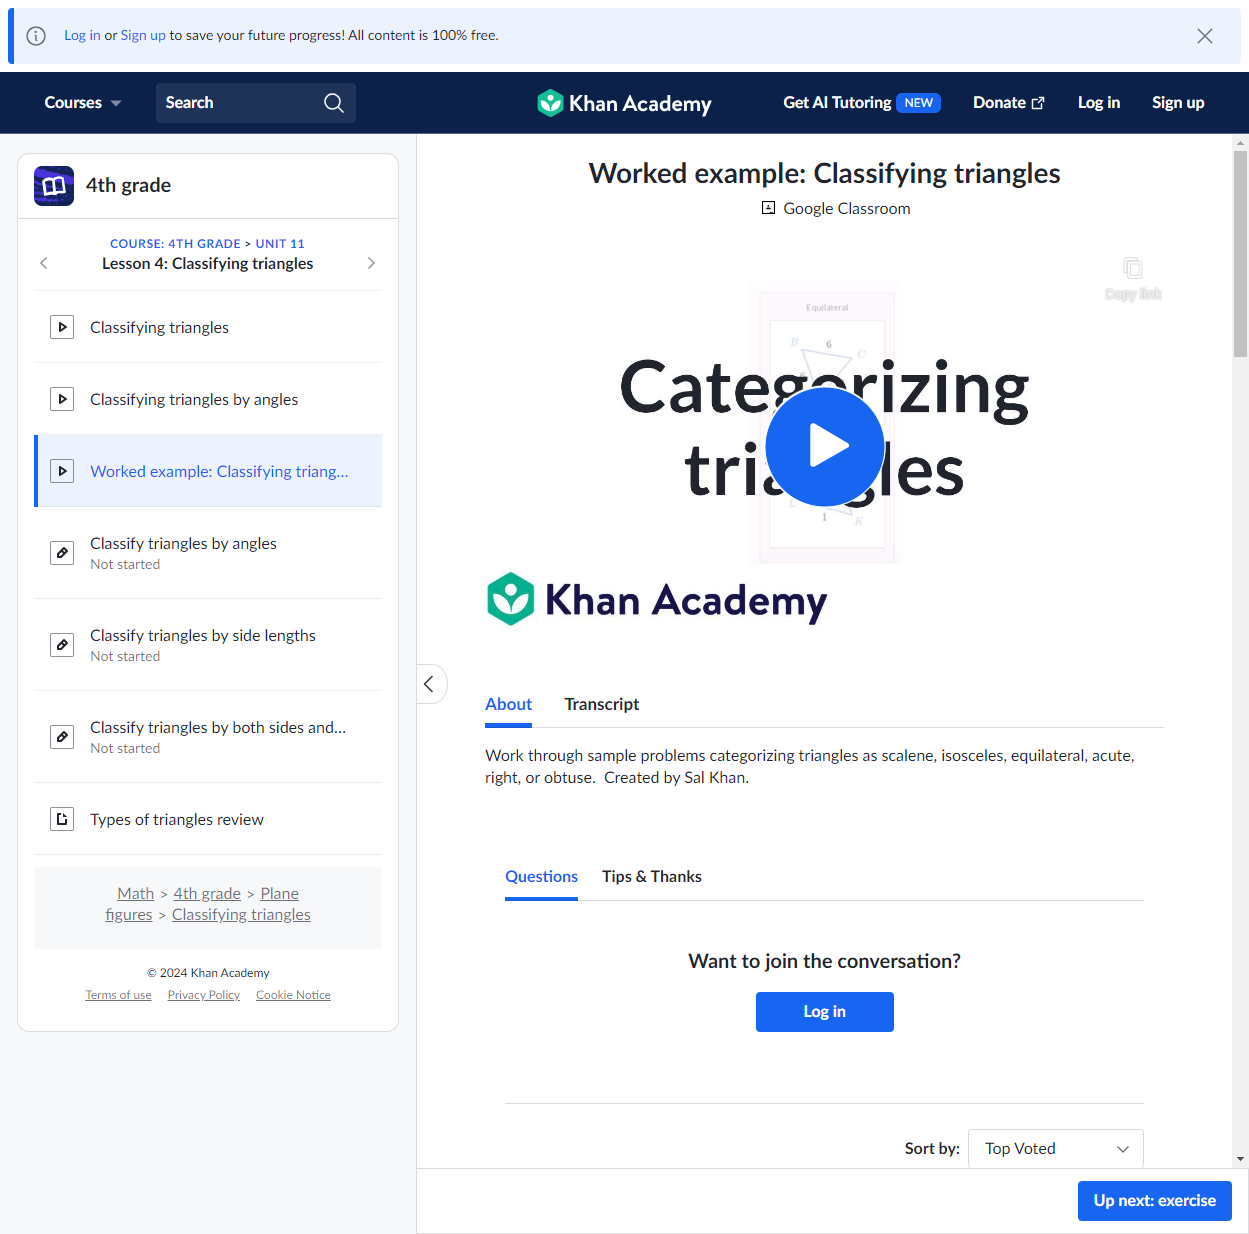 Log in or Sign up to save your future progress! All content is 100% free.
Courses
Search
Khan Academy
Get AI Tutoring NEW
Donate
Log in
Sign up
4th grade
COURSE: 4TH GRADE > UNIT 11
Lesson 4: Classifying triangles
Classifying triangles
Classifying triangles by angles
Worked example: Classifying triang...
Classify triangles by angles
Not started
Classify triangles by side lengths
Not started
Classify triangles by both sides and...
Not started
Types of triangles review
Math > 4th grade > Plane
figures > Classifying triangles
© 2024 Khan Academy
Terms of use Privacy Policy Cookie Notice
Worked example: Classifying triangles
Google Classroom
Copy link
Equilateral
B 6 C
Categorizing
triangles
1 K
Khan Academy
About Transcript
Work through sample problems categorizing triangles as scalene, isosceles, equilateral, acute,
right, or obtuse. Created by Sal Khan.
Questions Tips & Thanks
Want to join the conversation?
Log in
Sort by: Top Voted
Up next: exercise